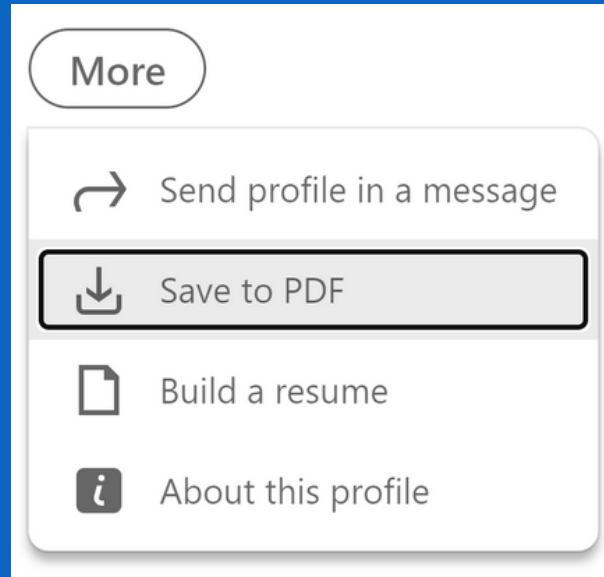 More
Send profile in a message
Save to PDF
Build a resume
About this profile